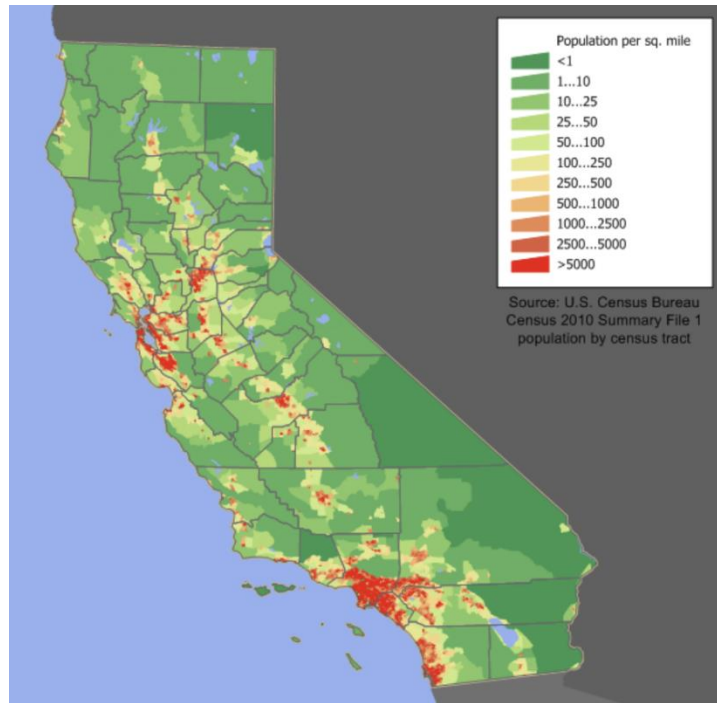 Population per sq. mile
<1
1...10
10...25
25...50
50...100
100...250
250...500
500...1000
1000...2500
2500...5000
>5000
Source: U.S. Census Bureau
Census 2010 Summary File 1
population by census tract